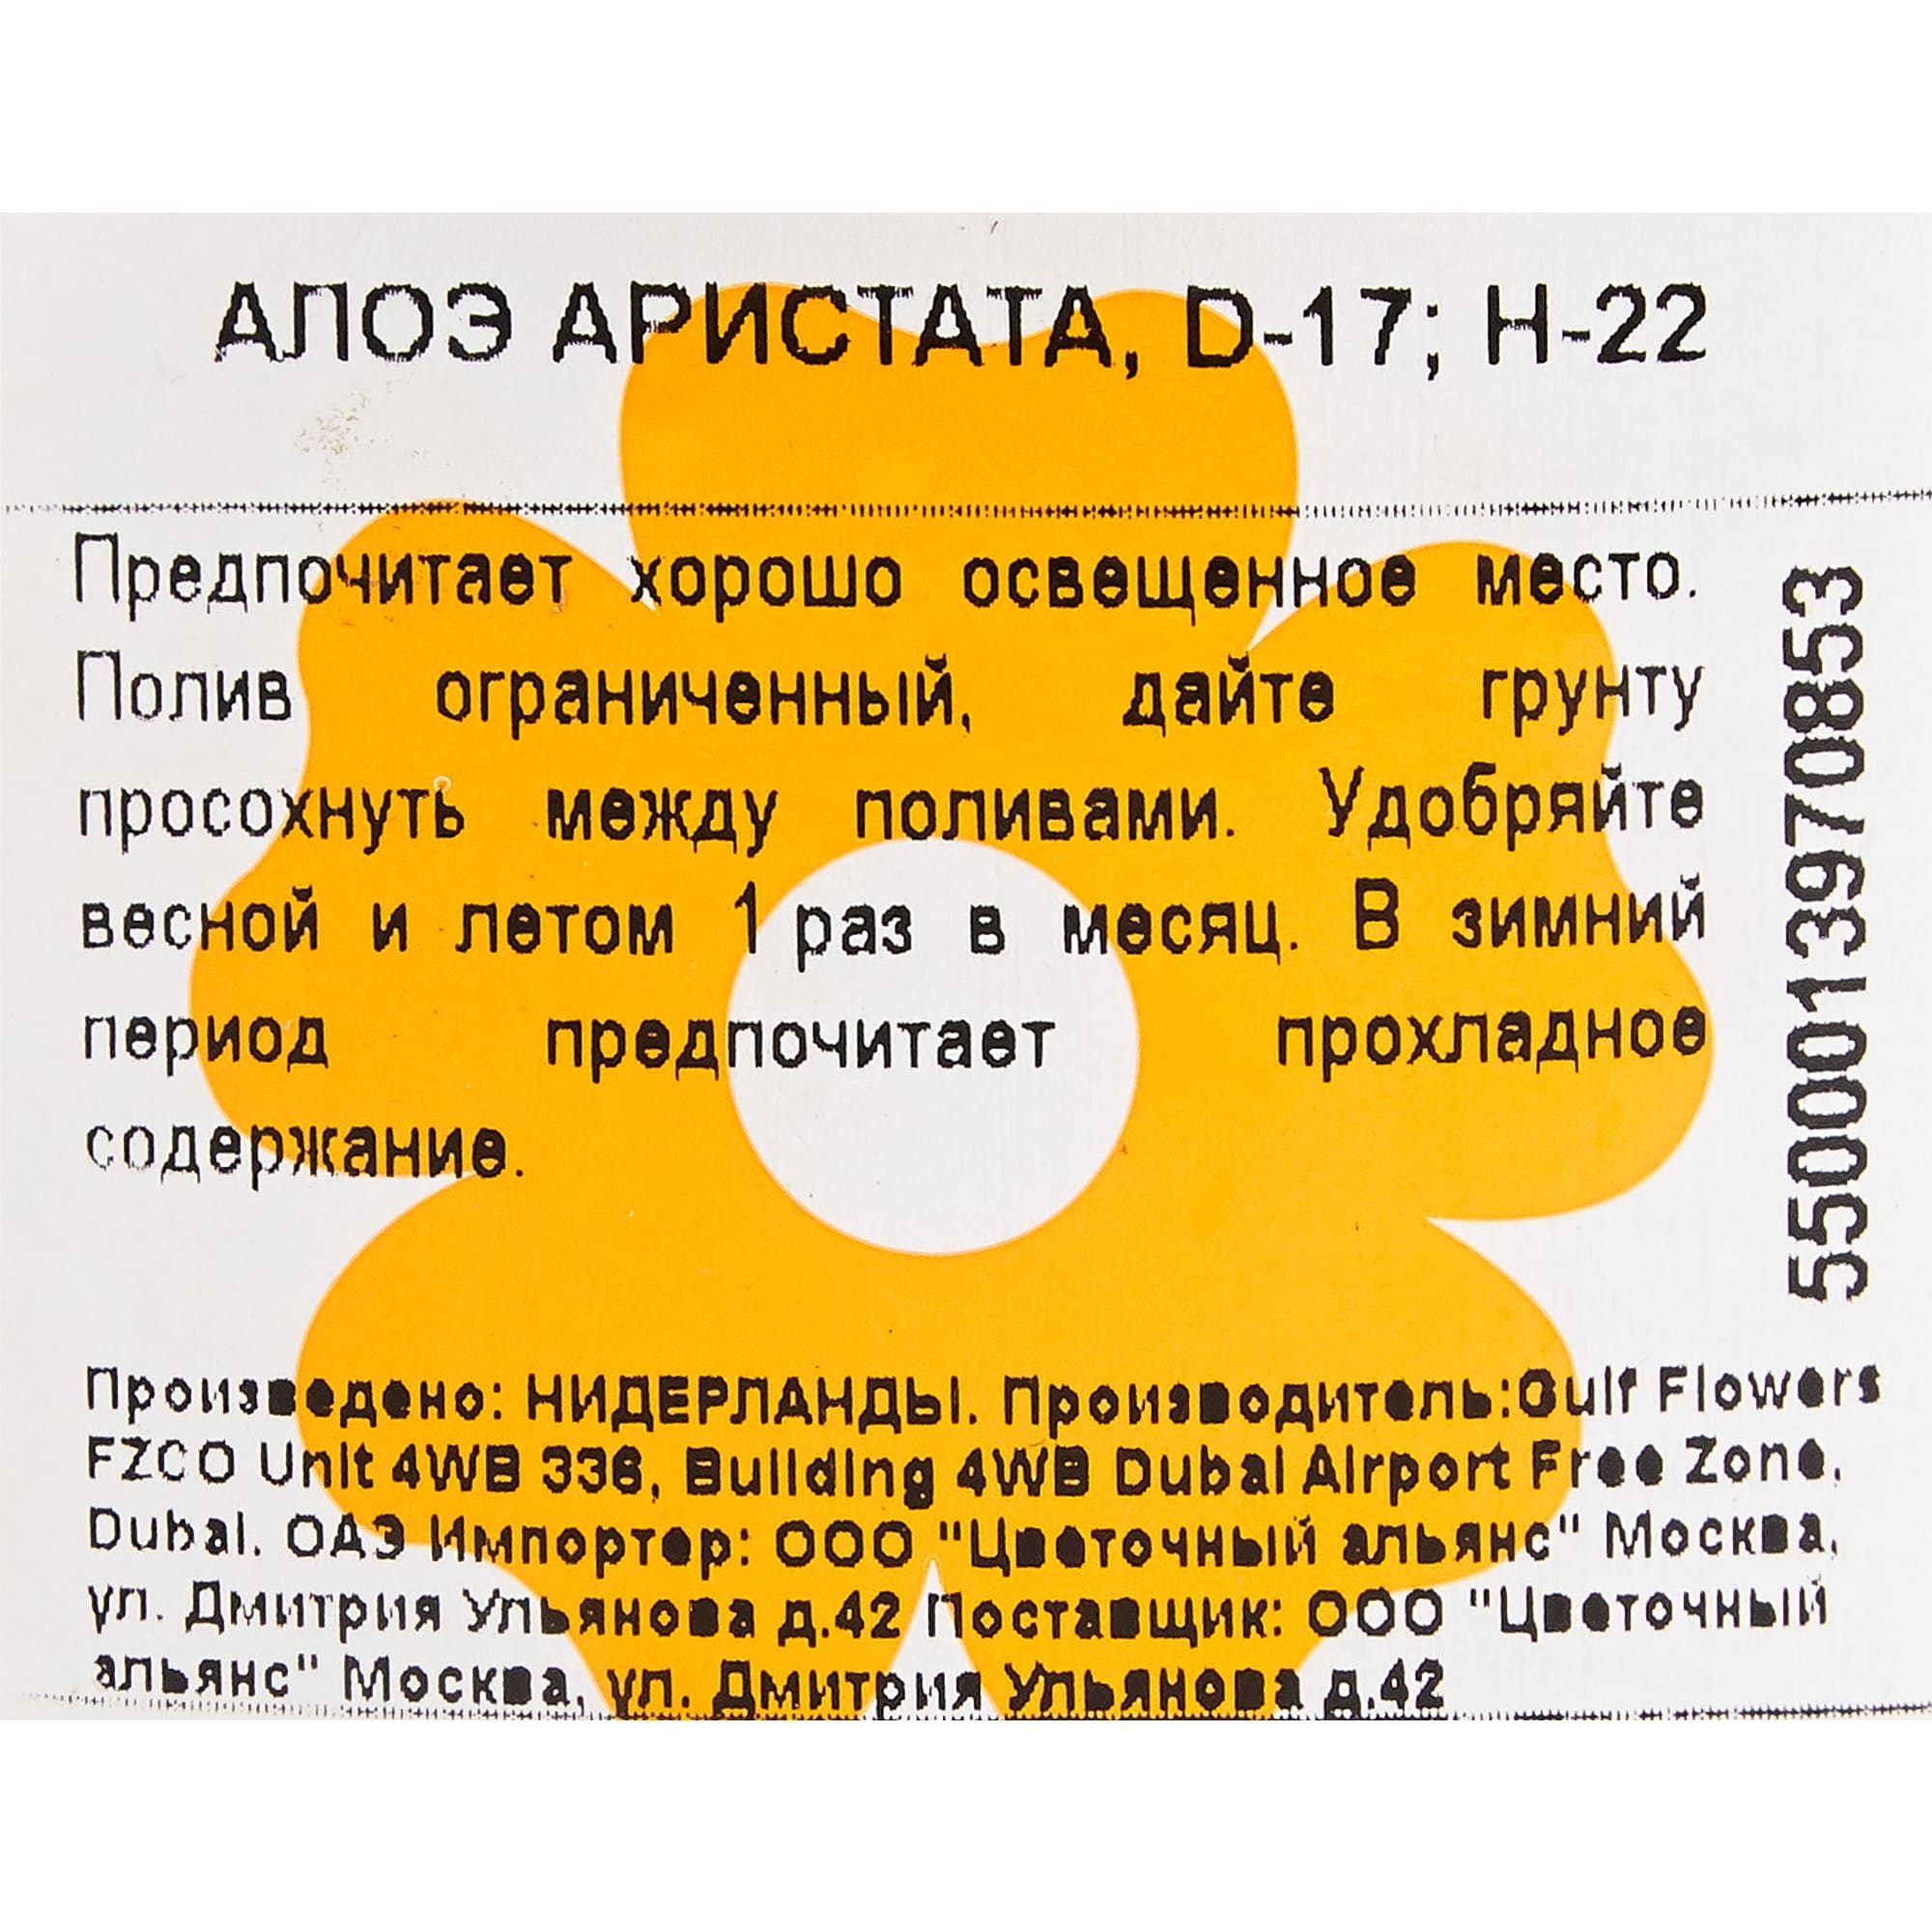 АЛОЭ АРИСТАТА, D-17; H-22
Предпочитает хорошо освещенное место.
Полив ограниченный, дайте грунту
просохнуть между поливами. Удобряйте
весной и летом 1 раз в месяц. В зимний
период предпочитает прохладное
содержание.
5500013970853
Произведено: НИДЕРЛАНДЫ. Производитель:Gulf Flowers
FZCO Unit 4WB 336, Building 4WB Dubai Airport Free Zone,
Dubai. ОАЭ Импортер: ООО "Цветочный альянс" Москва,
ул. Дмитрия Ульянова д.42 Поставщик: ООО "Цветочный
альянс" Москва, ул. Дмитрия Ульянова д.42